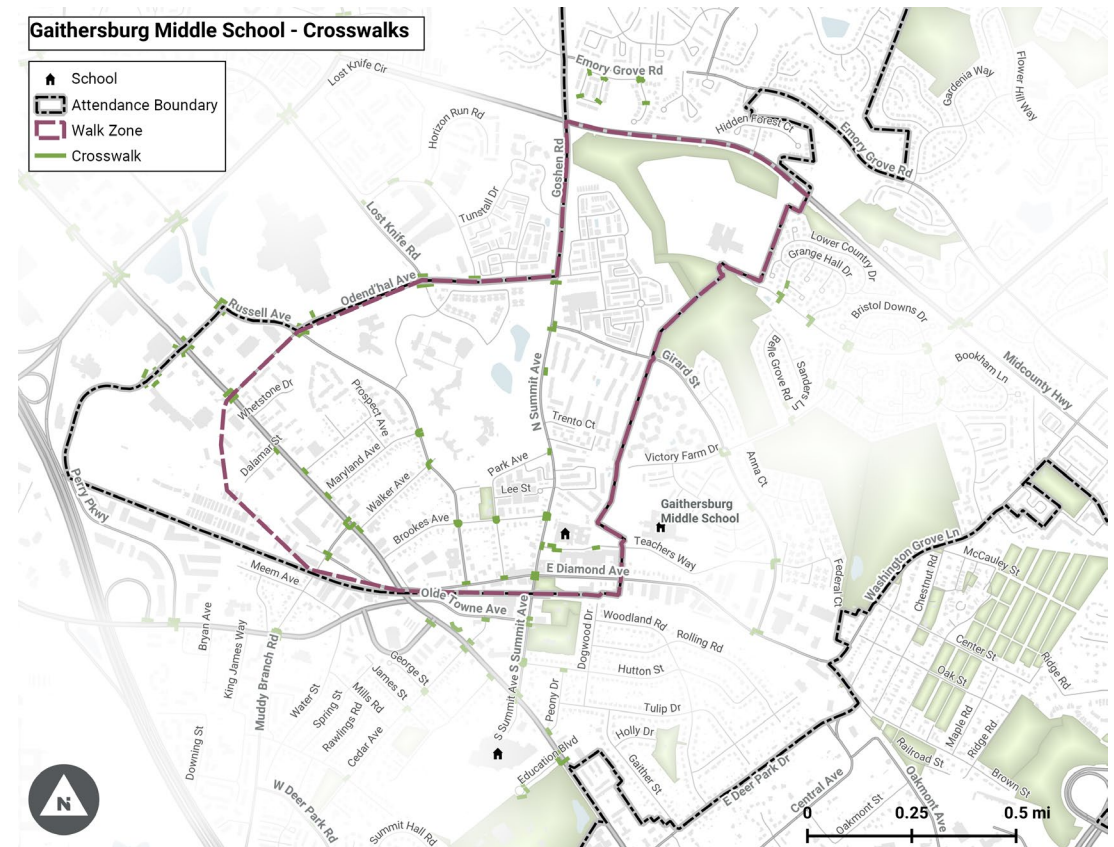 Gaithersburg Middle School - Crosswalks
School
Attendance Boundary
Walk Zone
Crosswalk
Lost Knife Cir
Emory Grove Rd
Gardenia Way
Flower Hill Way
Horizon Run Rd
Hidden Forest Ct
Emory Grove Rd
Goshen Rd
Tunstall Dr
Lost Knife Rd
Lower Country Dr
Grange Hall Dr
Odend'hal Ave
Russell Ave
Bristol Downs Dr
Girard St
Belle Grove Rd
Sanders Ln
Bookham Ln
Midcounty Hwy
Whetstone Dr
Prospect Ave
N Summit Ave
Trento Ct
Dalamar St
Maryland Ave
Park Ave
Victory Farm Dr
Anna Ct
Walker Ave
Lee St
Perry Pkwy
Gaithersburg
Middle School
Brookes Ave
Teachers Way
Washington Grove Ln
McCauley St
Meem Ave
E Diamond Ave
Federal Ct
Chestnut Rd
Olde Towne Ave
Bryan Ave
King James Way
Muddy Branch Rd
Dogwood Dr
Woodland Rd
Rolling Rd
Center St
Ridge Rd
George St
James St
Hutton St
Oak St
S Summit Ave
S Summit Ave
Water St
Spring St
Mills Rd
Rawlings Rd
Cedar Ave
Peony Dr
Tulip Dr
Maple Rd
Ridge Rd
Downing St
Holly Dr
Gaither St
Education Blvd
Railroad St
Brown St
E Deer Park Dr
Central Ave
Oakmont Ave
Oakmont St
W Deer Park Rd
Summit Hall Rd
N
0 0.25 0.5 mi